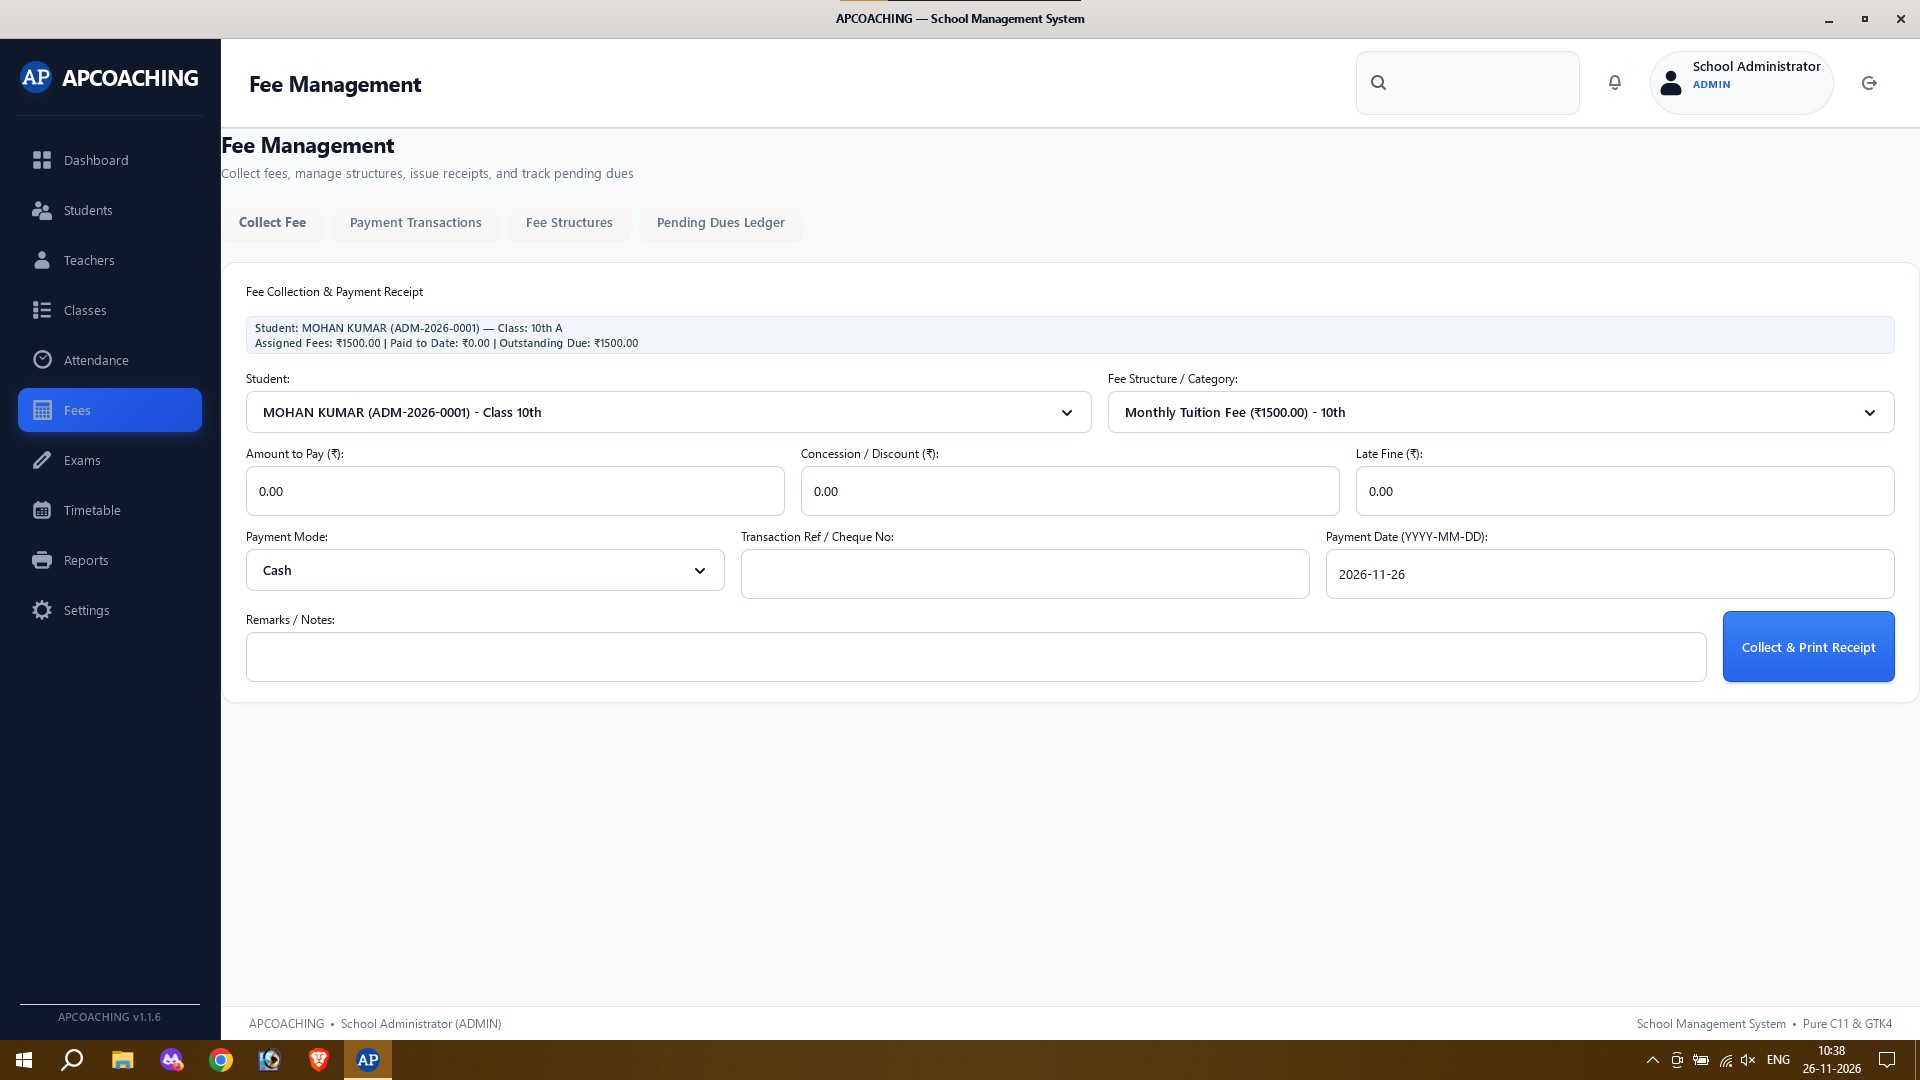 APCOACHING — School Management System
AP APCOACHING
Fee Management
School Administrator
ADMIN
Dashboard
Students
Teachers
Classes
Attendance
Fees
Exams
Timetable
Reports
Settings
APCOACHING v1.1.6
Fee Management
Collect fees, manage structures, issue receipts, and track pending dues
Collect Fee Payment Transactions Fee Structures Pending Dues Ledger
Fee Collection & Payment Receipt
Student: MOHAN KUMAR (ADM-2026-0001) — Class: 10th A
Assigned Fees: ₹1500.00 | Paid to Date: ₹0.00 | Outstanding Due: ₹1500.00
Student: Fee Structure / Category:
MOHAN KUMAR (ADM-2026-0001) - Class 10th Monthly Tuition Fee (₹1500.00) - 10th
Amount to Pay (₹): Concession / Discount (₹): Late Fine (₹):
0.00 0.00 0.00
Payment Mode: Transaction Ref / Cheque No: Payment Date (YYYY-MM-DD):
Cash 2026-11-26
Remarks / Notes:
Collect & Print Receipt
APCOACHING • School Administrator (ADMIN) School Management System • Pure C11 & GTK4
AP ENG 10:38
26-11-2026